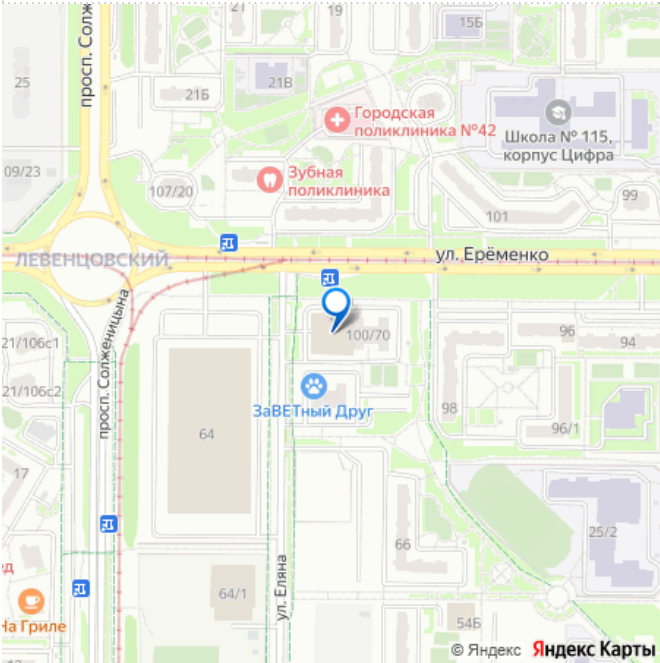 просп. Солж
21
15Б
25
21Б
21В
Городская
поликлиника №42
Школа № 115,
корпус Цифра
09/23
107/20
Зубная
поликлиника
99
101
ул. Ерёменко
ЛЕВЕНЦОВСКИЙ
просп. Солженицына
21/106с1
100/70
96
94
21/106с2
ЗаВЕТный Друг
98
96/1
64
17
66
25/2
ед
На Гриле
64/1
ул. Еляна
54Б
© Яндекс Яндекс Карты